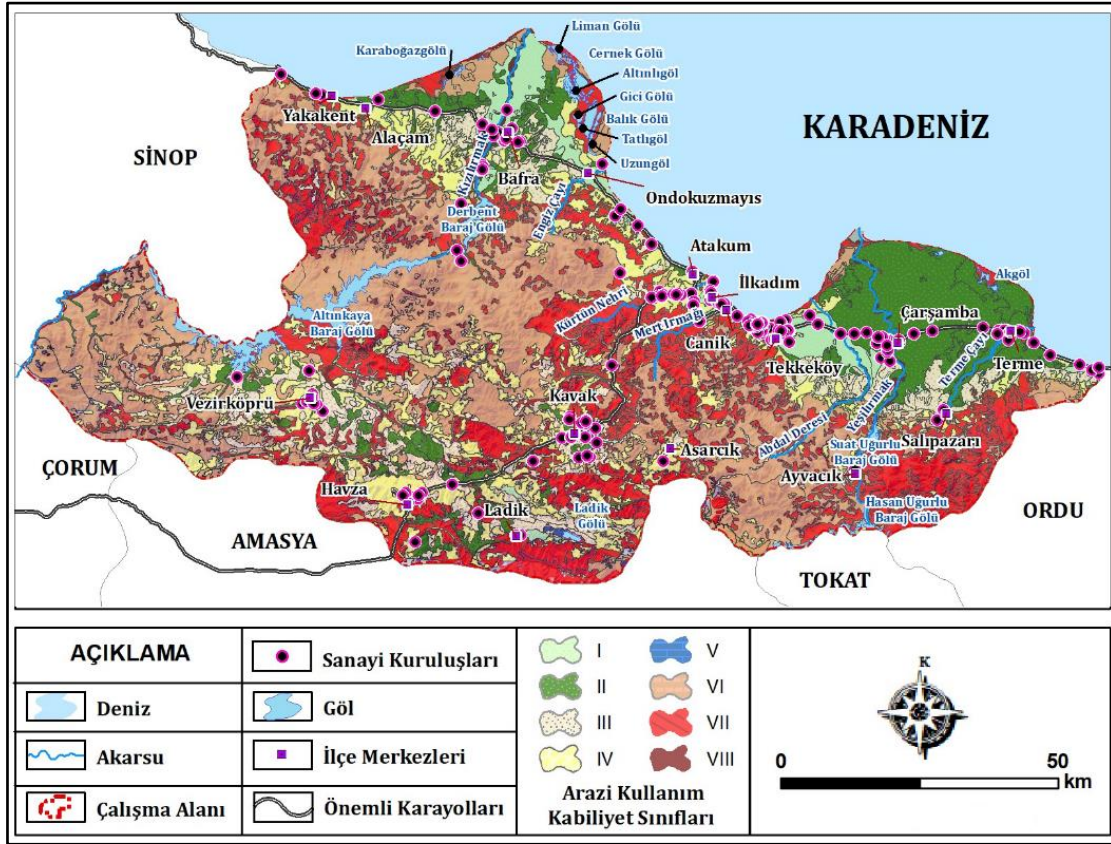 Liman Gölü
Karaboğazgölü
Cernek Gölü
Altınlıgöl
Gici Gölü
Balık Gölü
Tatlıgöl
Uzungöl
KARADENİZ
SİNOP
Yakakent
Alaçam
Kızılırmak
Bafra
Engiz Çayı
Ondokuzmayıs
Derbent
Baraj Gölü
Atakum
İlkadım
Akgöl
Altınkaya
Baraj Gölü
Kürtün Nehri
Mert Irmağı
Canik
Çarşamba
Tekkeköy
Terme Çayı
Terme
Vezirköprü
Kavak
Abdal Deresi
Yeşilırmak
Salıpazarı
Asarcık
Suat Uğurlu
Baraj Gölü
Ayvacık
ÇORUM
Havza
Ladik
Ladik
Gölü
Hasan Uğurlu
Baraj Gölü
ORDU
AMASYA
TOKAT
AÇIKLAMA
Deniz
Akarsu
Çalışma Alanı
Sanayi Kuruluşları
Göl
İlçe Merkezleri
Önemli Karayolları
I
II
III
IV
V
VI
VII
VIII
Arazi Kullanım
Kabiliyet Sınıfları
K
0
50
km